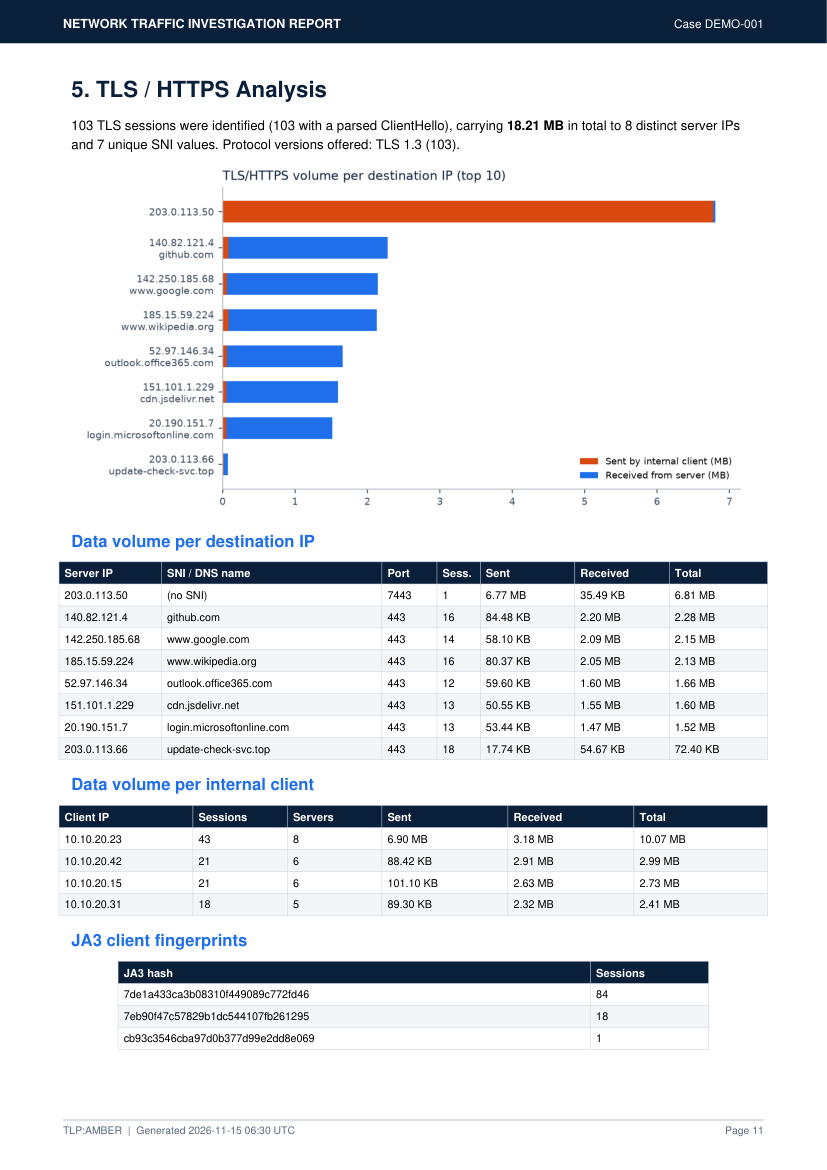 NETWORK TRAFFIC INVESTIGATION REPORT
Case DEMO-001
5. TLS / HTTPS Analysis
103 TLS sessions were identified (103 with a parsed ClientHello), carrying 18.21 MB in total to 8 distinct server IPs
and 7 unique SNI values. Protocol versions offered: TLS 1.3 (103).
TLS/HTTPS volume per destination IP (top 10)
203.0.113.50
140.82.121.4
github.com
142.250.185.68
www.google.com
185.15.59.224
www.wikipedia.org
52.97.146.34
outlook.office365.com
151.101.1.229
cdn.jsdelivr.net
20.190.151.7
login.microsoftonline.com
203.0.113.66
update-check-svc.top
Sent by internal client (MB)
Received from server (MB)
0 1 2 3 4 5 6 7
Data volume per destination IP
Server IP SNI / DNS name Port Sess. Sent Received Total
203.0.113.50 (no SNI) 7443 1 6.77 MB 35.49 KB 6.81 MB
140.82.121.4 github.com 443 16 84.48 KB 2.20 MB 2.28 MB
142.250.185.68 www.google.com 443 14 58.10 KB 2.09 MB 2.15 MB
185.15.59.224 www.wikipedia.org 443 16 80.37 KB 2.05 MB 2.13 MB
52.97.146.34 outlook.office365.com 443 12 59.60 KB 1.60 MB 1.66 MB
151.101.1.229 cdn.jsdelivr.net 443 13 50.55 KB 1.55 MB 1.60 MB
20.190.151.7 login.microsoftonline.com 443 13 53.44 KB 1.47 MB 1.52 MB
203.0.113.66 update-check-svc.top 443 18 17.74 KB 54.67 KB 72.40 KB
Data volume per internal client
Client IP Sessions Servers Sent Received Total
10.10.20.23 43 8 6.90 MB 3.18 MB 10.07 MB
10.10.20.42 21 6 88.42 KB 2.91 MB 2.99 MB
10.10.20.15 21 6 101.10 KB 2.63 MB 2.73 MB
10.10.20.31 18 5 89.30 KB 2.32 MB 2.41 MB
JA3 client fingerprints
JA3 hash Sessions
7de1a433ca3b08310f449089c772fd46 84
7eb90f47c57829b1dc544107fb261295 18
cb93c3546cba97d0b377d99e2dd8e069 1
TLP:AMBER | Generated 2026-11-15 06:30 UTC
Page 11